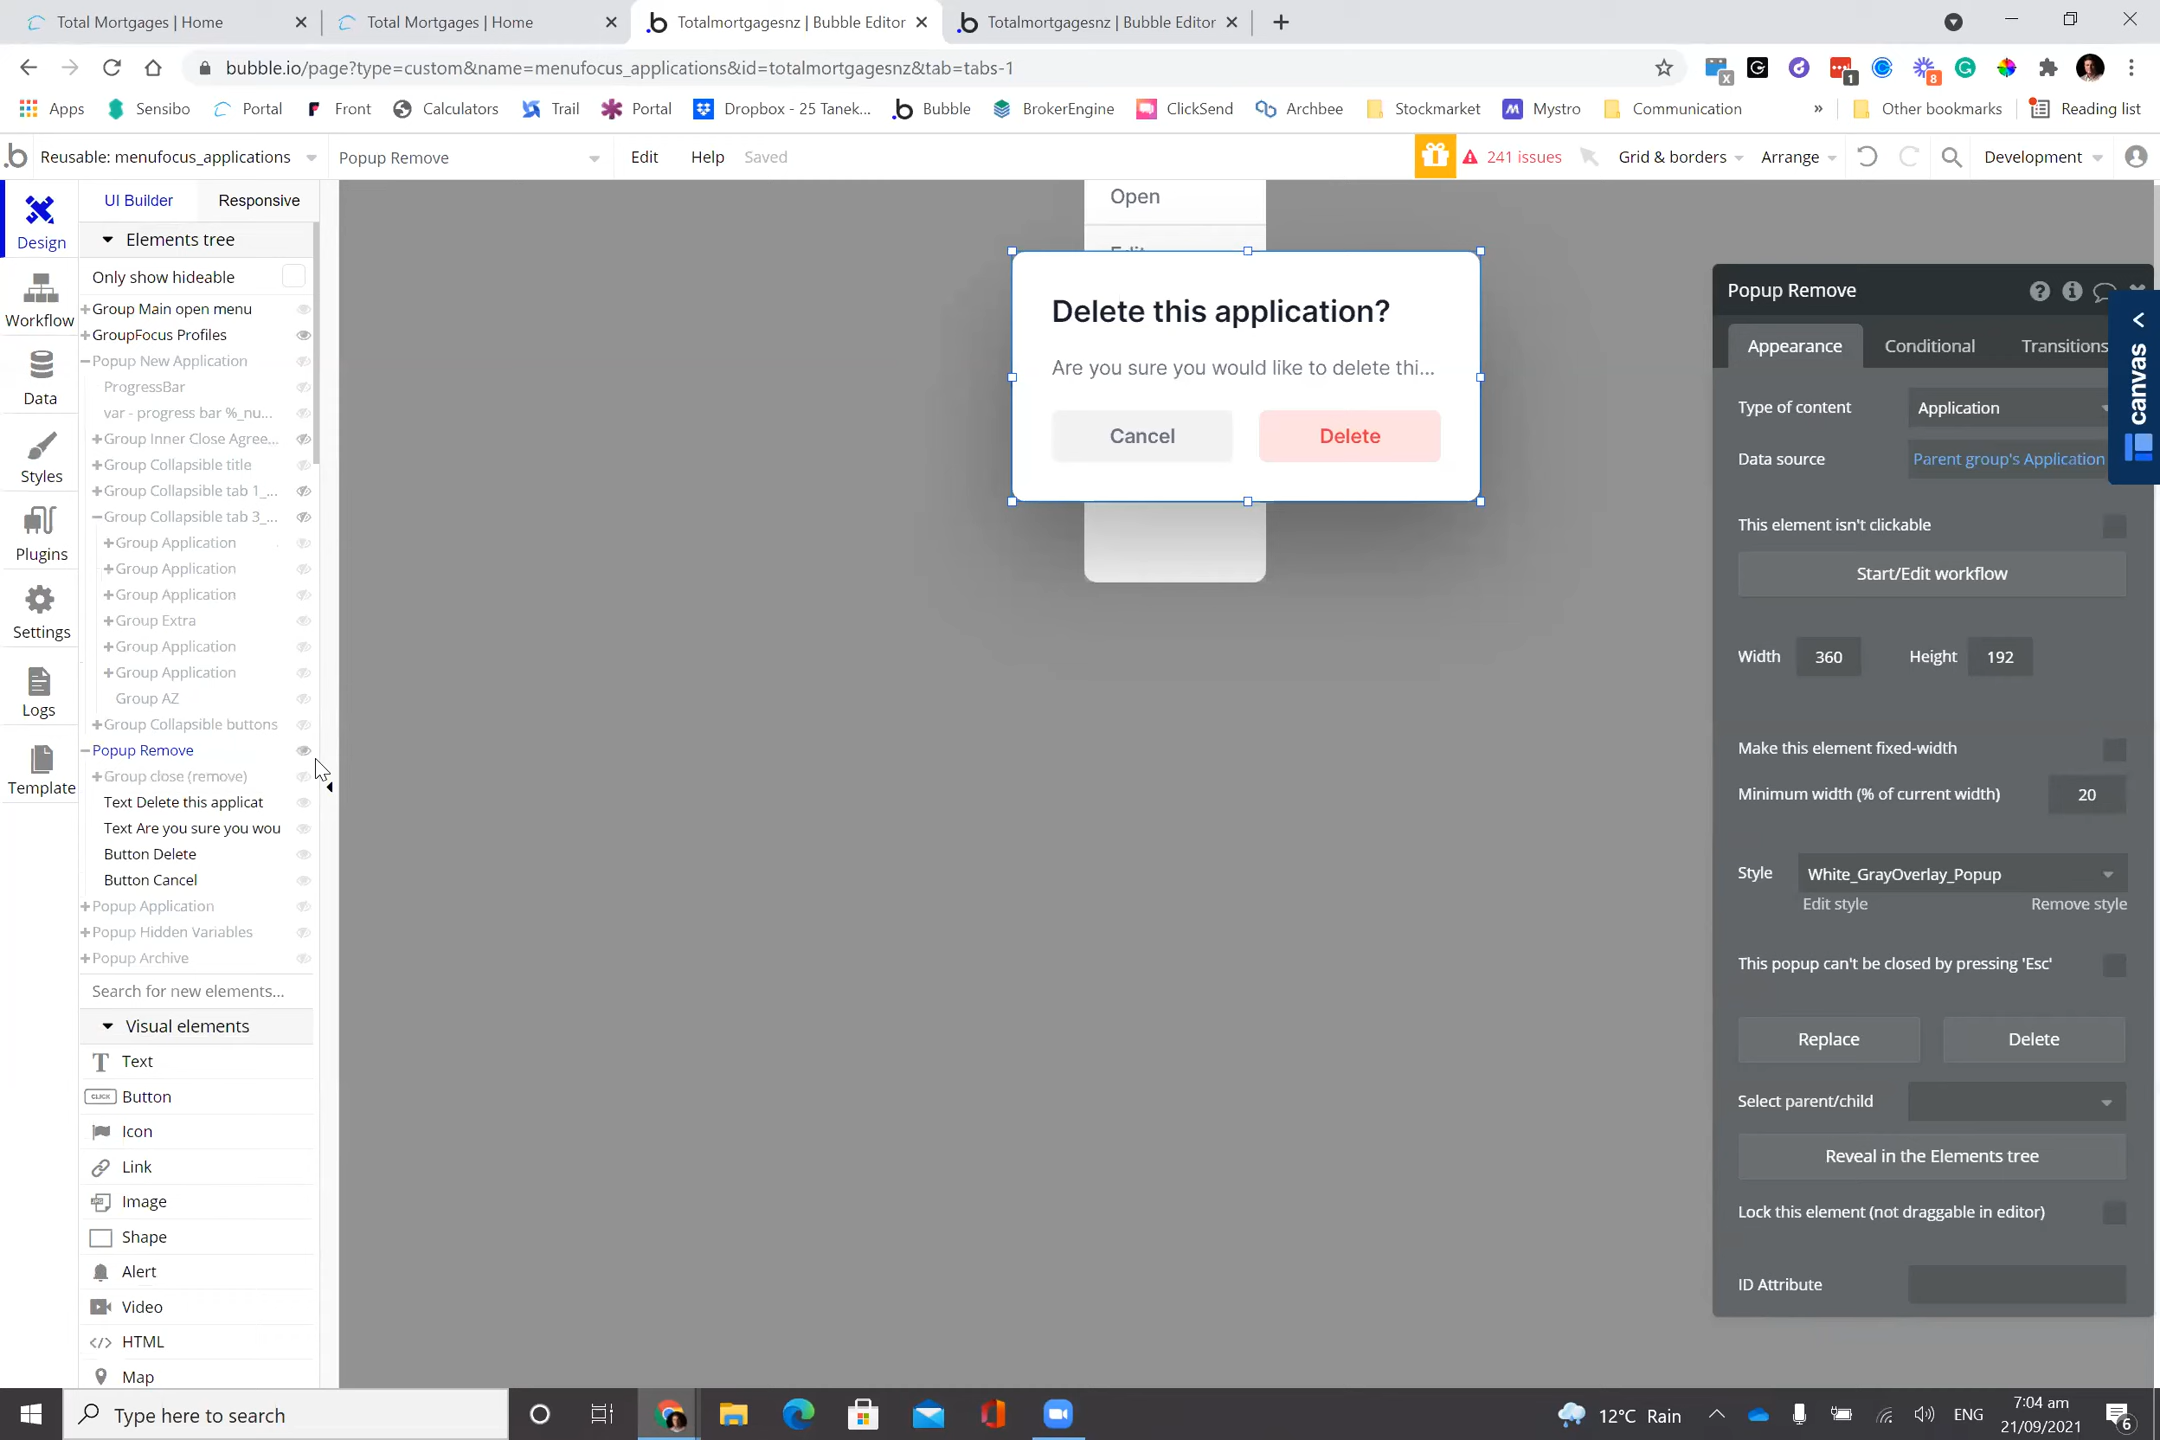 Total Mortgages | Home
Total Mortgages | Home
Totalmortgagesnz | Bubble Editor
Totalmortgagesnz | Bubble Editor
bubble.io/page?type=custom&name=menufocus_applications&id=totalmortgagesnz&tab=tabs-1
X
1
8
Apps
Sensibo
Portal
Front
Calculators
Trail
Portal
Dropbox - 25 Tanek...
Bubble
BrokerEngine
ClickSend
Archbee
Stockmarket
Mystro
Communication
»
Other bookmarks
Reading list
Reusable: menufocus_applications
Popup Remove
Edit
Help
Saved
241 issues
Grid & borders
Arrange
Development
Design
Workflow
Data
Styles
Plugins
Settings
Logs
Template
UI Builder
Responsive
Elements tree
Only show hideable
Group Main open menu
GroupFocus Profiles
Popup New Application
ProgressBar
var - progress bar %_nu...
Group Inner Close Agree...
Group Collapsible title
Group Collapsible tab 1_...
Group Collapsible tab 3_...
Group Application
Group Application
Group Application
Group Extra
Group Application
Group Application
Group AZ
Group Collapsible buttons
Popup Remove
Group close (remove)
Text Delete this applicat
Text Are you sure you wou
Button Delete
Button Cancel
Popup Application
Popup Hidden Variables
Popup Archive
Search for new elements...
Visual elements
Text
CLICK Button
Icon
Link
Image
Shape
Alert
Video
</> HTML
Map
Open
Edit
Delete this application?
Are you sure you would like to delete thi...
Cancel
Delete
Popup Remove
Appearance
Conditional
Transitions
Type of content
Application
Data source
Parent group's Application
This element isn't clickable
Start/Edit workflow
Width
360
Height
192
Make this element fixed-width
Minimum width (% of current width)
20
Style
White_GrayOverlay_Popup
Edit style
Remove style
This popup can't be closed by pressing 'Esc'
Replace
Delete
Select parent/child
Reveal in the Elements tree
Lock this element (not draggable in editor)
ID Attribute
canvas
Type here to search
12°C Rain
ENG
7:04 am
21/09/2021
6